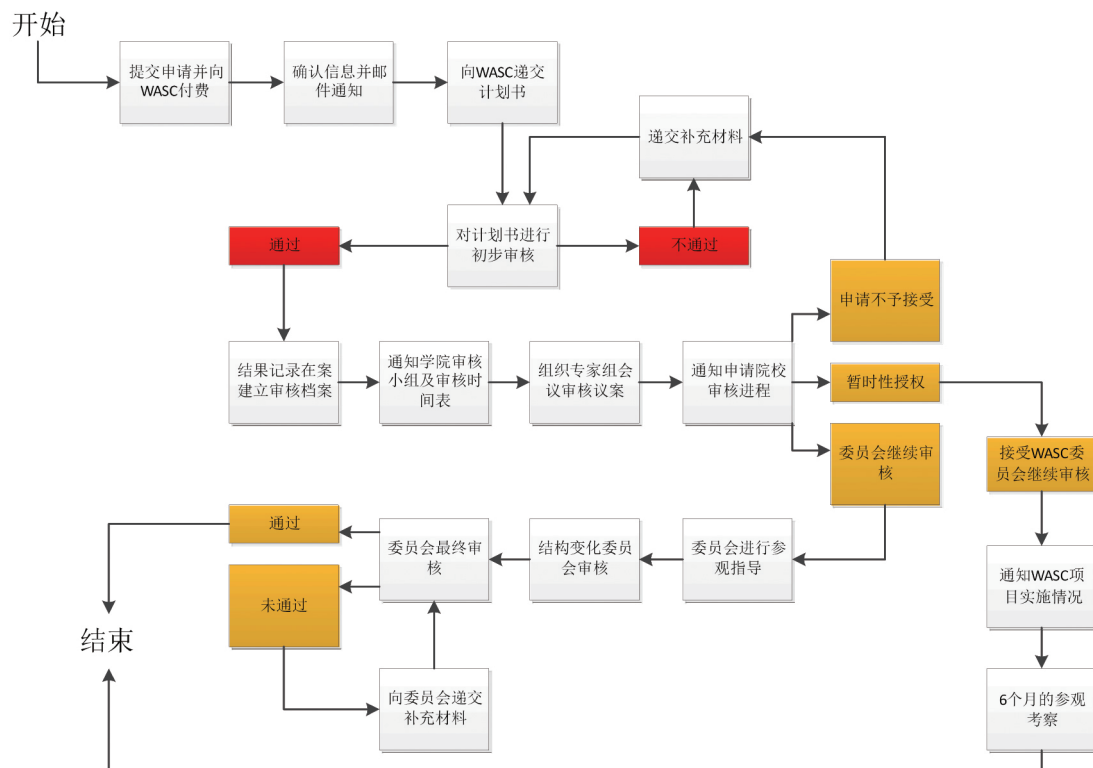 开始
提交申请并向
WASC付费
确认信息并邮
件通知
向WASC递交
计划书
递交补充材料
通过
对计划书进行
初步审核
不通过
申请不予接受
结果记录在案
建立审核档案
通知学院审核
小组及审核时
间表
组织专家组会
议审核议案
通知申请院校
审核进程
暂时性授权
委员会继续审
核
接受WASC委
员会继续审核
通过
委员会最终审
核
结构变化委员
会审核
委员会进行参
观指导
通知WASC项
目实施情况
未通过
结束
向委员会递交
补充材料
6个月的参观
考察